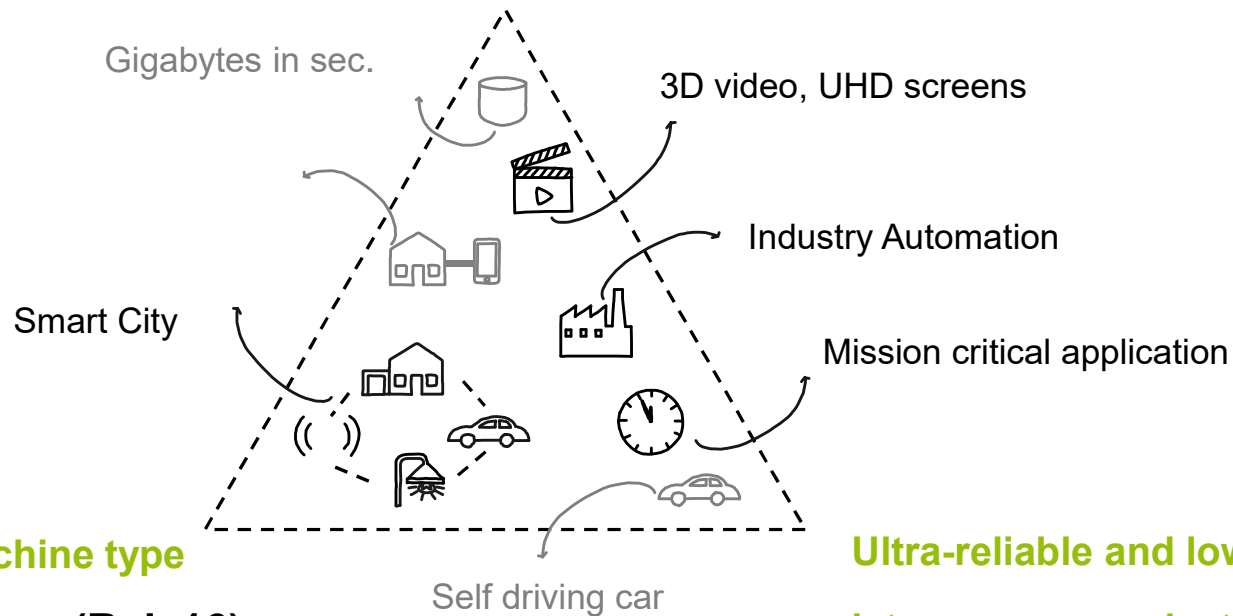 Gigabytes in sec.
3D video, UHD screens
Industry Automation
Smart City
Mission critical application
chine type
Ultra-reliable and low
Self driving car